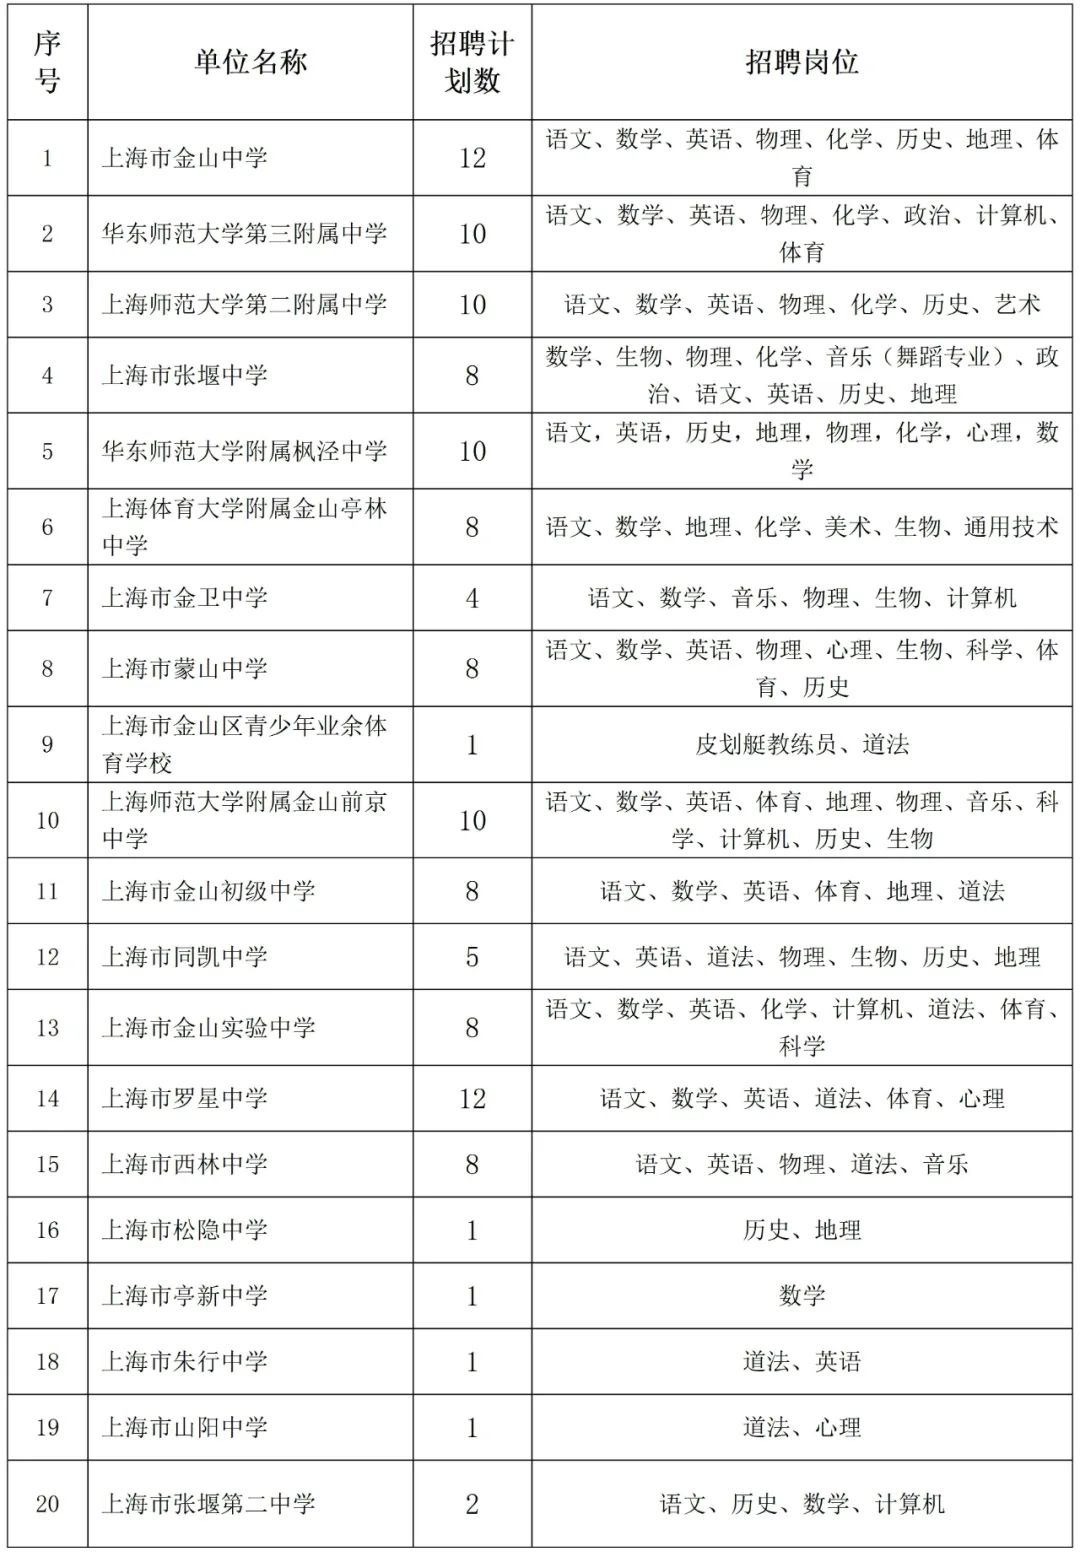 序号 单位名称 招聘计划数 招聘岗位
1 上海市金山中学 12 语文、数学、英语、物理、化学、历史、地理、体育
2 华东师范大学第三附属中学 10 语文、数学、英语、物理、化学、政治、计算机、体育
3 上海师范大学第二附属中学 10 语文、数学、英语、物理、化学、历史、艺术
4 上海市张堰中学 8 数学、生物、物理、化学、音乐（舞蹈专业）、政治、语文、英语、历史、地理
5 华东师范大学附属枫泾中学 10 语文，英语，历史，地理，物理，化学，心理，数学
6 上海体育大学附属金山亭林中学 8 语文、数学、地理、化学、美术、生物、通用技术
7 上海市金卫中学 4 语文、数学、音乐、物理、生物、计算机
8 上海市蒙山中学 8 语文、数学、英语、物理、心理、生物、科学、体育、历史
9 上海市金山区青少年业余体育学校 1 皮划艇教练员、道法
10 上海师范大学附属金山前京中学 10 语文、数学、英语、体育、地理、物理、音乐、科学、计算机、历史、生物
11 上海市金山初级中学 8 语文、数学、英语、体育、地理、道法
12 上海市同凯中学 5 语文、英语、道法、物理、生物、历史、地理
13 上海市金山实验中学 8 语文、数学、英语、化学、计算机、道法、体育、科学
14 上海市罗星中学 12 语文、数学、英语、道法、体育、心理
15 上海市西林中学 8 语文、英语、物理、道法、音乐
16 上海市松隐中学 1 历史、地理
17 上海市亭新中学 1 数学
18 上海市朱行中学 1 道法、英语
19 上海市山阳中学 1 道法、心理
20 上海市张堰第二中学 2 语文、历史、数学、计算机